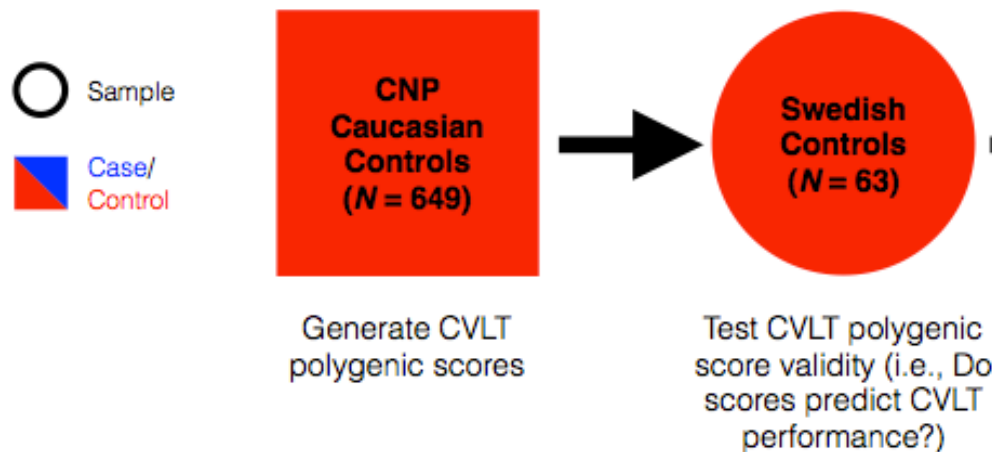 Sample
Case/
Control
CNP
Caucasian
Controls
(N = 649)
Generate CVLT
polygenic scores
Swedish
Controls
(N = 63)
Test CVLT polygenic
score validity (i.e., Do
scores predict CVLT
performance?)